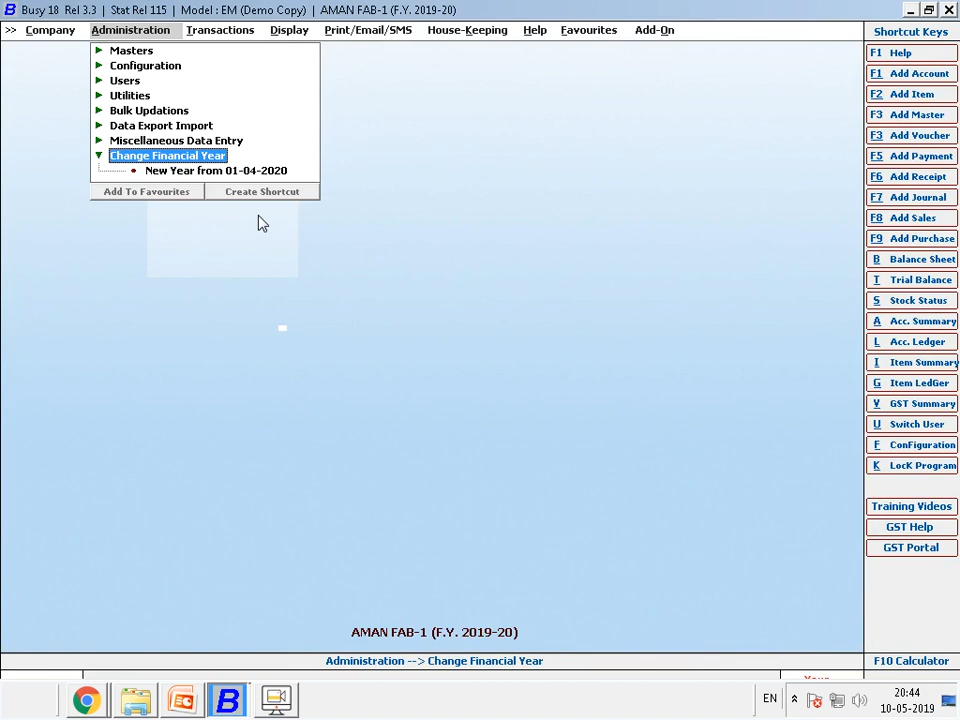 Busy 18 Rel 3.3 | Stat Rel 115 | Model : EM (Demo Copy) | AMAN FAB-1 (F.Y. 2019-20)
>> Company Administration Transactions Display Print/Email/SMS House-Keeping Help Favourites Add-On
Shortcut Keys
Masters
Configuration
Users
Utilities
Bulk Updations
Data Export Import
Miscellaneous Data Entry
Change Financial Year
New Year from 01-04-2020
Add To Favourites Create Shortcut
F1 Help
F1 Add Account
F2 Add Item
F3 Add Master
F3 Add Voucher
F5 Add Payment
F6 Add Receipt
F7 Add Journal
F8 Add Sales
F9 Add Purchase
B Balance Sheet
T Trial Balance
S Stock Status
A Acc. Summary
L Acc. Ledger
I Item Summary
G Item LedGer
Y GST Summary
U Switch User
F ConFiguration
K LocK Program
Training Videos
GST Help
GST Portal
AMAN FAB-1 (F.Y. 2019-20)
Administration --> Change Financial Year
F10 Calculator
EN
20:44
10-05-2019